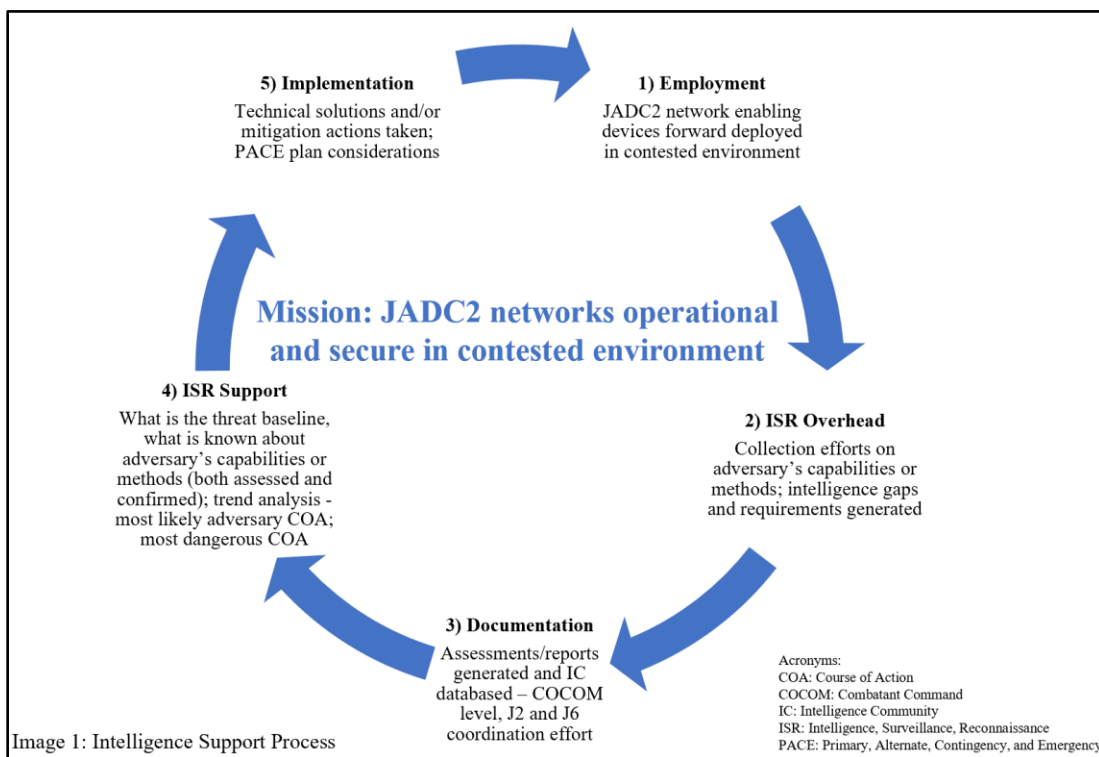 5) Implementation
Technical solutions and/or
mitigation actions taken;
PACE plan considerations
1) Employment
JADC2 network enabling
devices forward deployed
in contested environment
Mission: JADC2 networks operational
and secure in contested environment
4) ISR Support
What is the threat baseline,
what is known about
adversary's capabilities or
methods (both assessed and
confirmed); trend analysis -
most likely adversary COA;
most dangerous COA
2) ISR Overhead
Collection efforts on
adversary's capabilities or
methods; intelligence gaps
and requirements generated
3) Documentation
Assessments/reports
generated and IC
databased – COCOM
level, J2 and J6
coordination effort
Acronyms:
COA: Course of Action
COCOM: Combatant Command
IC: Intelligence Community
ISR: Intelligence, Surveillance, Reconnaissance
PACE: Primary, Alternate, Contingency, and Emergency
Image 1: Intelligence Support Process